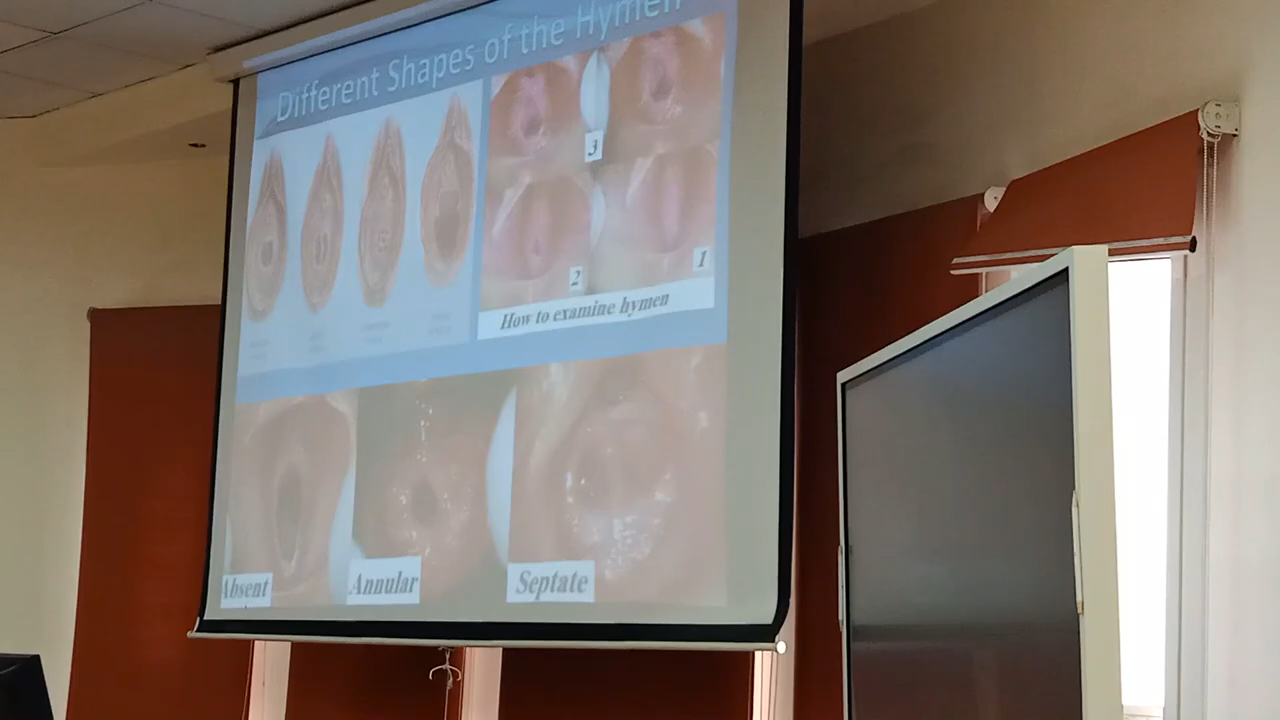 Different Shapes of the Hymen
3
2
1
How to examine hymen
Absent
Annular
Septate